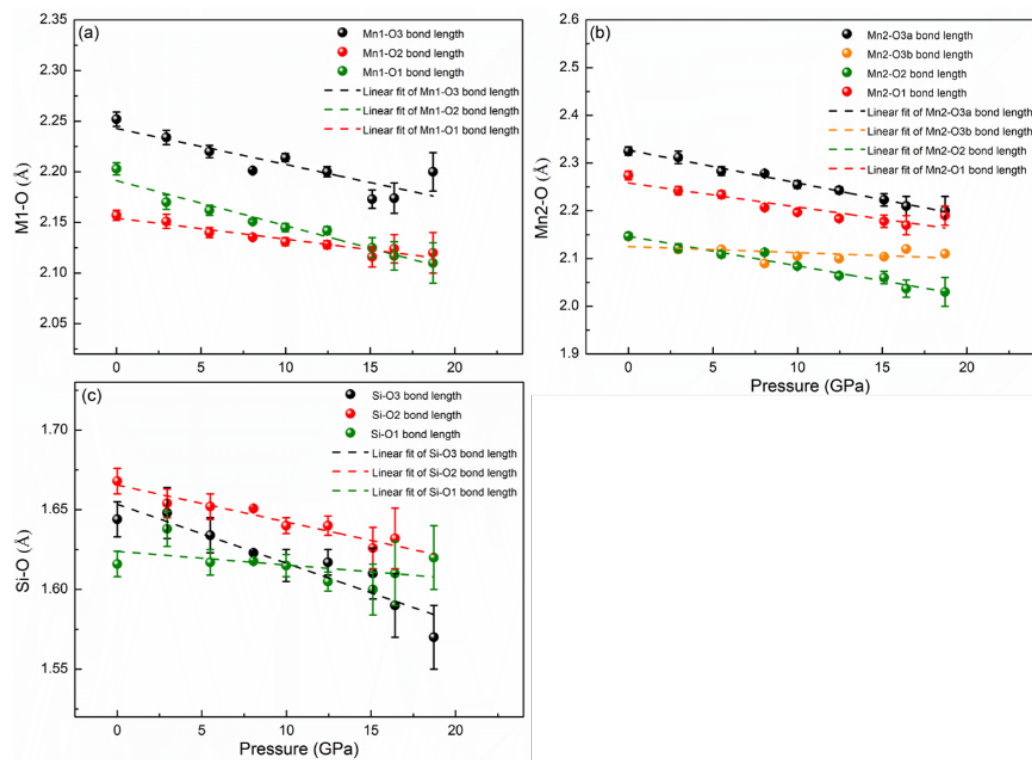 (a)
Mn1-O3 bond length
Mn1-O2 bond length
Mn1-O1 bond length
Linear fit of Mn1-O3 bond length
Linear fit of Mn1-O2 bond length
Linear fit of Mn1-O1 bond length
M1-O (Å)
2.35
2.30
2.25
2.20
2.15
2.10
2.05
0 5 10 15 20
(b)
Mn2-O3a bond length
Mn2-O3b bond length
Mn2-O2 bond length
Mn2-O1 bond length
Linear fit of Mn2-O3a bond length
Linear fit of Mn2-O3b bond length
Linear fit of Mn2-O2 bond length
Linear fit of Mn2-O1 bond length
Mn2-O (Å)
2.6
2.5
2.4
2.3
2.2
2.1
2.0
1.9
0 5 10 15 20
Pressure (GPa)
(c)
Si-O3 bond length
Si-O2 bond length
Si-O1 bond length
Linear fit of Si-O3 bond length
Linear fit of Si-O2 bond length
Linear fit of Si-O1 bond length
Si-O (Å)
1.70
1.65
1.60
1.55
0 5 10 15 20
Pressure (GPa)